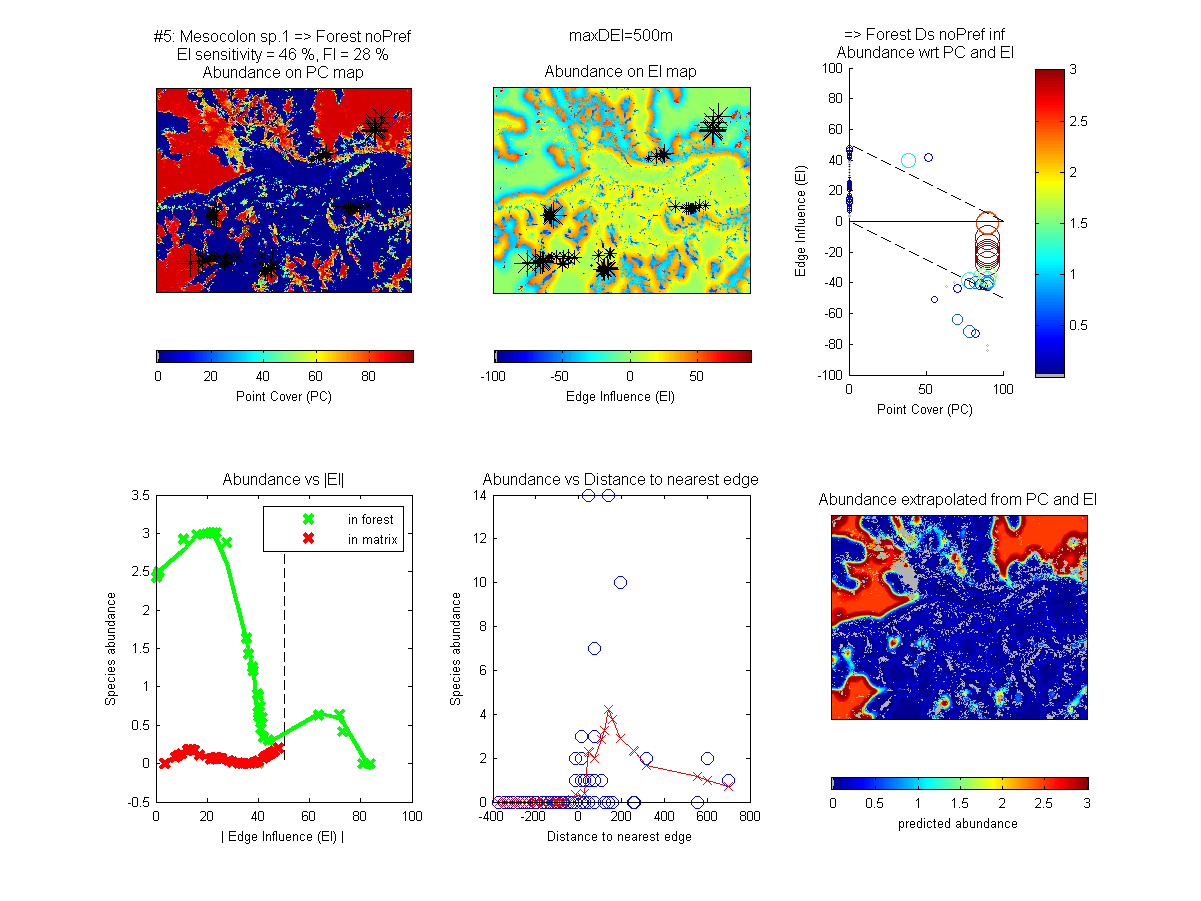 #5: Mesocolon sp.1 => Forest noPref
EI sensitivity = 46 %, FI = 28 %
Abundance on PC map
0 20 40 60 80
Point Cover (PC)
maxDEI=500m
Abundance on EI map
-100 -50 0 50
Edge Influence (EI)
=> Forest Ds noPref inf
Abundance wrt PC and EI
100
80
60
40
20
0
-20
-40
-60
-80
-100
Edge Influence (EI)
0 50 100
Point Cover (PC)
3
2.5
2
1.5
1
0.5
Abundance vs |EI|
3.5
3
2.5
2
1.5
1
0.5
0
-0.5
Species abundance
in forest
in matrix
0 20 40 60 80 100
| Edge Influence (EI) |
Abundance vs Distance to nearest edge
14
12
10
8
6
4
2
0
Species abundance
-400 -200 0 200 400 600 800
Distance to nearest edge
Abundance extrapolated from PC and EI
0 0.5 1 1.5 2 2.5 3
predicted abundance